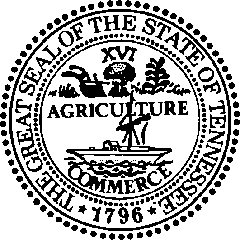 THE GREAT SEAL OF THE STATE OF TENNESSEE
XVI
AGRICULTURE
COMMERCE
1796